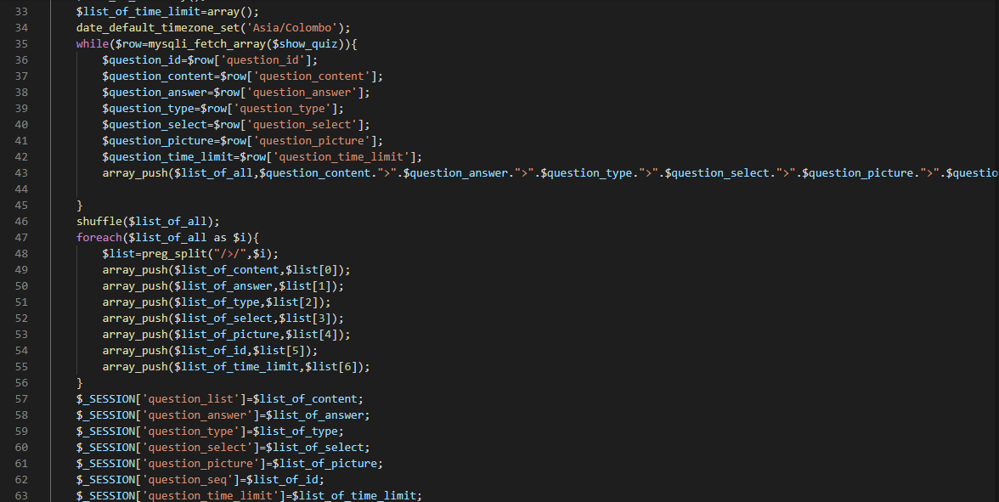 33 $list_of_time_limit=array();
34 date_default_timezone_set('Asia/Colombo');
35 while($row=mysqli_fetch_array($show_quiz)){
36 $question_id=$row['question_id'];
37 $question_content=$row['question_content'];
38 $question_answer=$row['question_answer'];
39 $question_type=$row['question_type'];
40 $question_select=$row['question_select'];
41 $question_picture=$row['question_picture'];
42 $question_time_limit=$row['question_time_limit'];
43 array_push($list_of_all,$question_content.">".$question_answer.">".$question_type.">".$question_select.">".$question_picture.">".$questio
44
45 }
46 shuffle($list_of_all);
47 foreach($list_of_all as $i){
48 $list=preg_split("/>/",$i);
49 array_push($list_of_content,$list[0]);
50 array_push($list_of_answer,$list[1]);
51 array_push($list_of_type,$list[2]);
52 array_push($list_of_select,$list[3]);
53 array_push($list_of_picture,$list[4]);
54 array_push($list_of_id,$list[5]);
55 array_push($list_of_time_limit,$list[6]);
56 }
57 $_SESSION['question_list']=$list_of_content;
58 $_SESSION['question_answer']=$list_of_answer;
59 $_SESSION['question_type']=$list_of_type;
60 $_SESSION['question_select']=$list_of_select;
61 $_SESSION['question_picture']=$list_of_picture;
62 $_SESSION['question_seq']=$list_of_id;
63 $_SESSION['question_time_limit']=$list_of_time_limit;